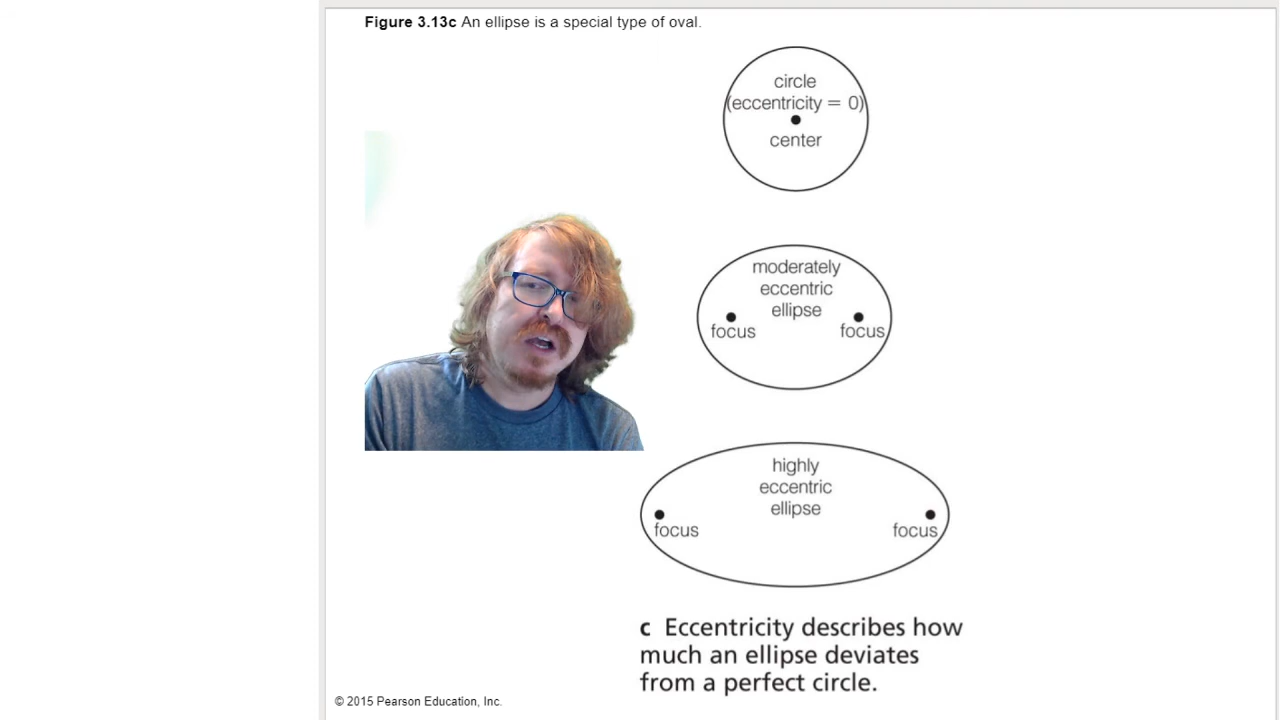 Figure 3.13c An ellipse is a special type of oval.
circle
(eccentricity = 0)
center
moderately
eccentric
ellipse
focus
focus
highly
eccentric
ellipse
focus
focus
c Eccentricity describes how
much an ellipse deviates
from a perfect circle.
© 2015 Pearson Education, Inc.